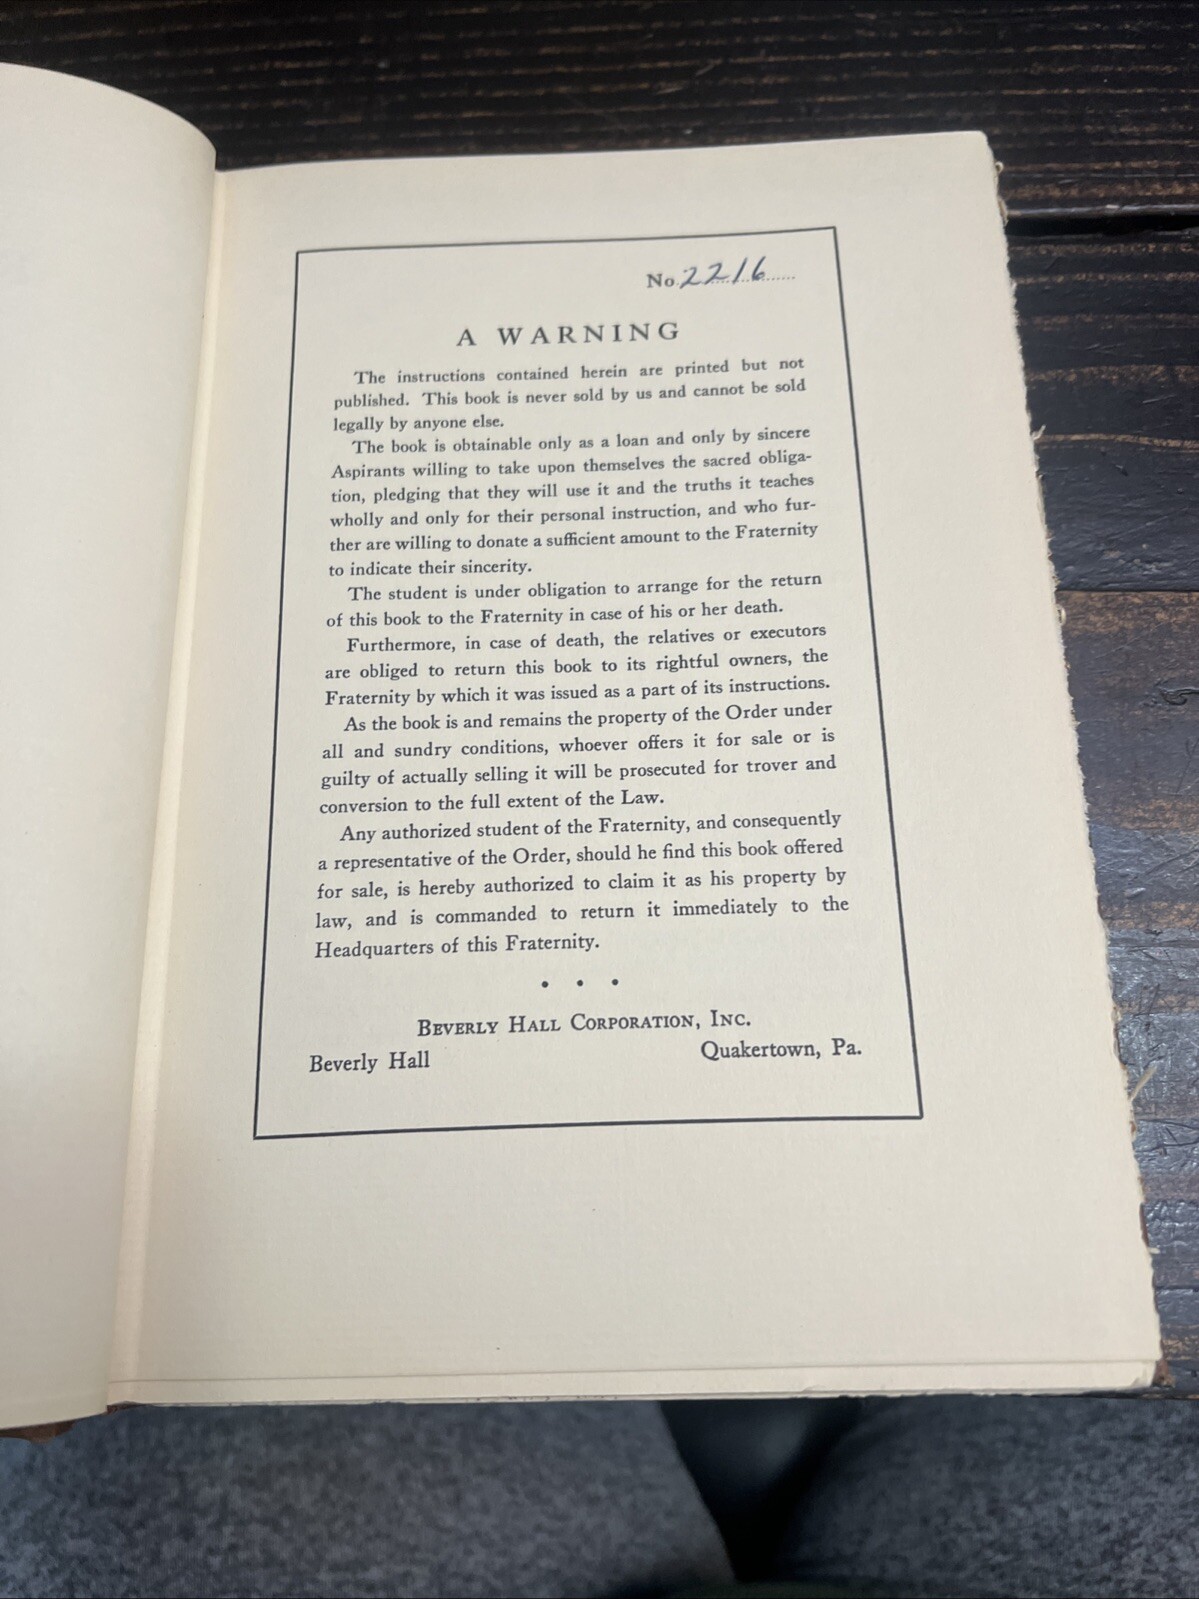 No. 2216
A WARNING
The instructions contained herein are printed but not
published. This book is never sold by us and cannot be sold
legally by anyone else.
The book is obtainable only as a loan and only by sincere
Aspirants willing to take upon themselves the sacred obliga-
tion, pledging that they will use it and the truths it teaches
wholly and only for their personal instruction, and who fur-
ther are willing to donate a sufficient amount to the Fraternity
to indicate their sincerity.
The student is under obligation to arrange for the return
of this book to the Fraternity in case of his or her death.
Furthermore, in case of death, the relatives or executors
are obliged to return this book to its rightful owners, the
Fraternity by which it was issued as a part of its instructions.
As the book is and remains the property of the Order under
all and sundry conditions, whoever offers it for sale or is
guilty of actually selling it will be prosecuted for trover and
conversion to the full extent of the Law.
Any authorized student of the Fraternity, and consequently
a representative of the Order, should he find this book offered
for sale, is hereby authorized to claim it as his property by
law, and is commanded to return it immediately to the
Headquarters of this Fraternity.
• • •
BEVERLY HALL CORPORATION, INC.
Beverly Hall Quakertown, Pa.